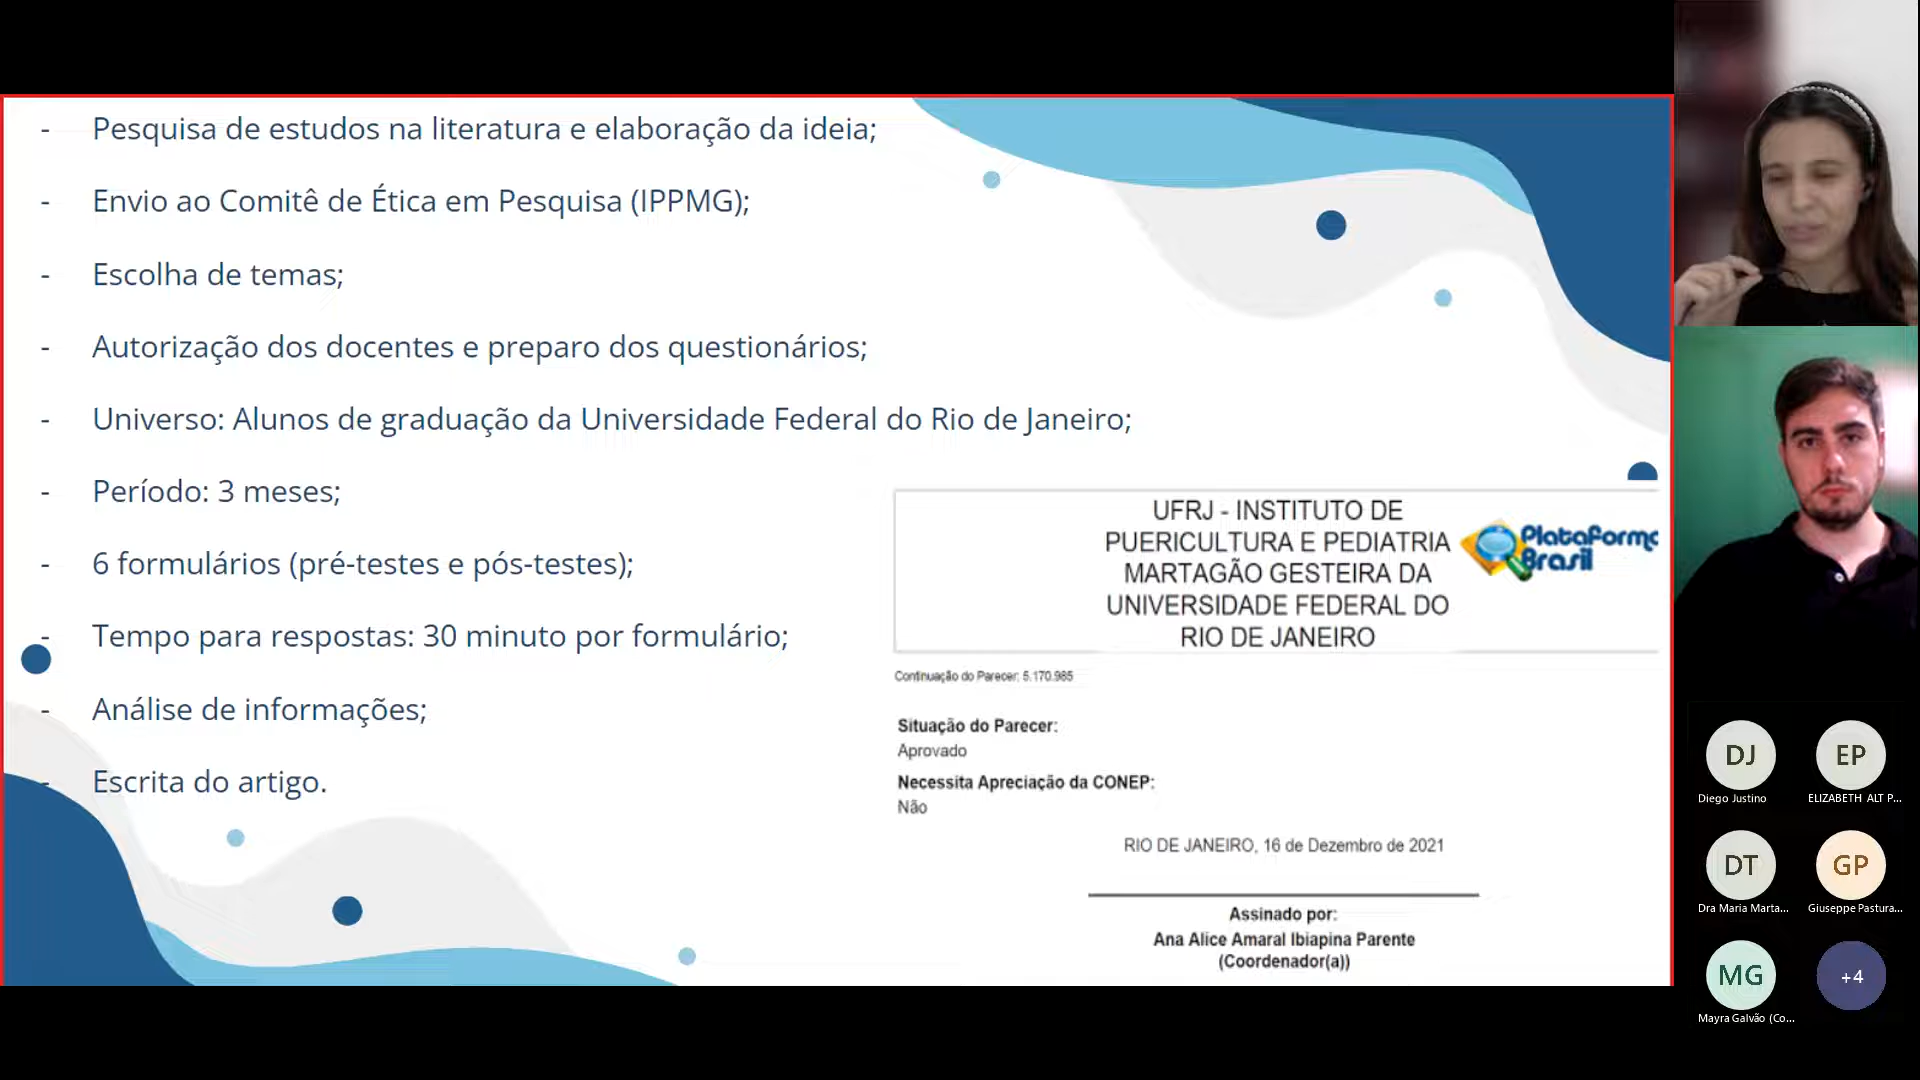 - Pesquisa de estudos na literatura e elaboração da ideia;
- Envio ao Comitê de Ética em Pesquisa (IPPMG);
- Escolha de temas;
- Autorização dos docentes e preparo dos questionários;
- Universo: Alunos de graduação da Universidade Federal do Rio de Janeiro;
- Período: 3 meses;
- 6 formulários (pré-testes e pós-testes);
- Tempo para respostas: 30 minuto por formulário;
- Análise de informações;
- Escrita do artigo.
UFRJ - INSTITUTO DE
PUERICULTURA E PEDIATRIA
MARTAGÃO GESTEIRA DA
UNIVERSIDADE FEDERAL DO
RIO DE JANEIRO
Plataforma
Brasil
Continuação do Parecer: 5.170.985
Situação do Parecer:
Aprovado
Necessita Apreciação da CONEP:
Não
RIO DE JANEIRO, 16 de Dezembro de 2021
Assinado por:
Ana Alice Amaral Ibiapina Parente
(Coordenador(a))
DJ
Diego Justino
EP
ELIZABETH ALT P...
DT
Dra Maria Marta...
GP
Giuseppe Pastura...
MG
Mayra Galvão (Co...
+4